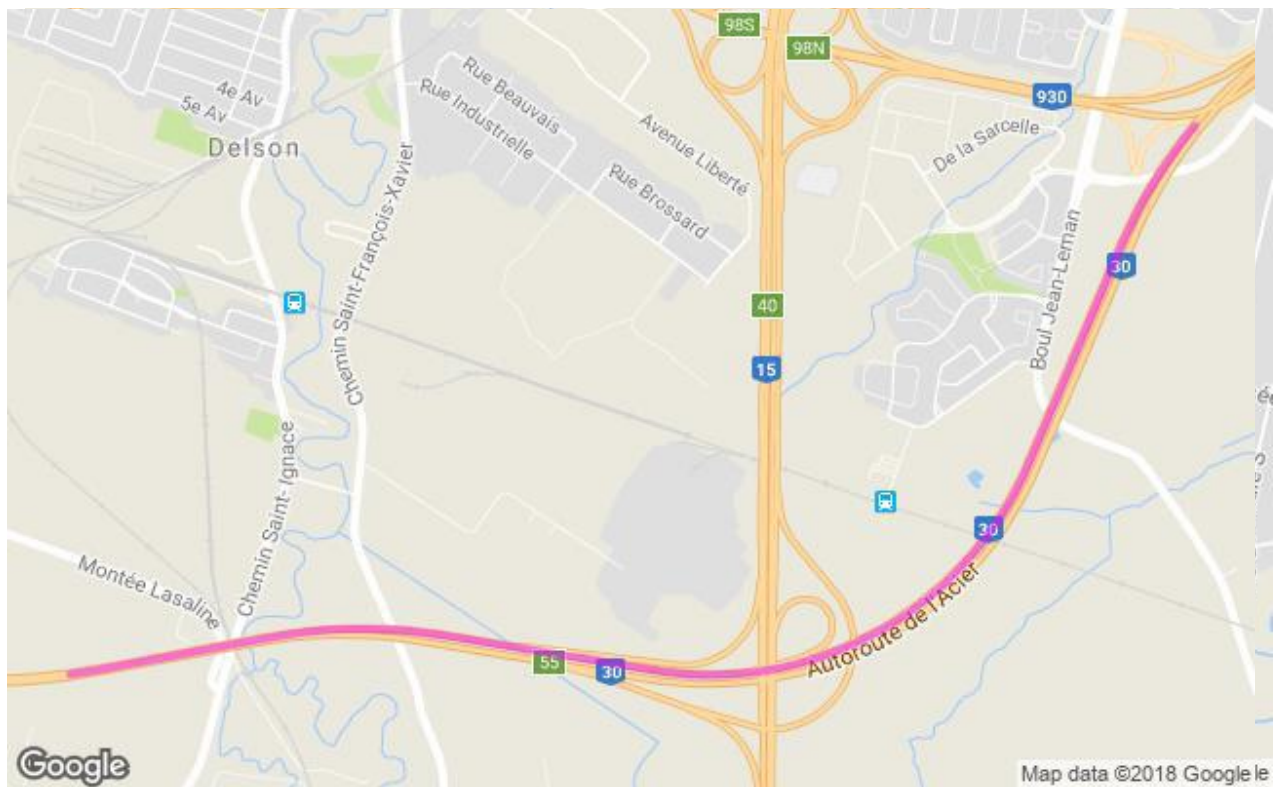 98S
98N
930
4e Av
5e Av
Delson
Rue Beauvais
Rue Industrielle
Avenue Liberté
De la Sarcelle
Rue Brossard
Chemin Saint-François-Xavier
Boul Jean-Leman
30
40
15
Chemin Saint-Ignace
30
Montée Lasaline
Autoroute de l'Acier
55
30
Google
Map data ©2018 Google le